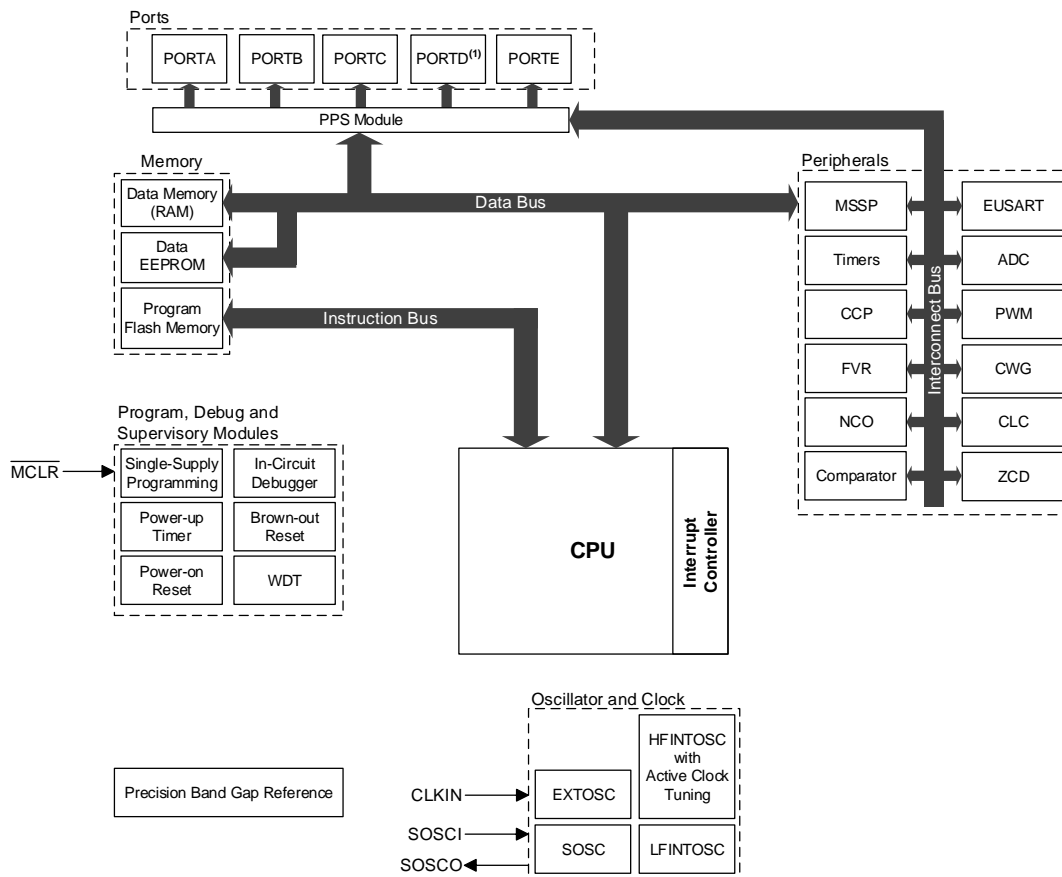 Ports
PORTA
PORTB
PORTC
PORTD(1)
PORTE
PPS Module
Memory
Data Memory
(RAM)
Data
EEPROM
Program
Flash Memory
Data Bus
Instruction Bus
Peripherals
MSSP
EUSART
Timers
ADC
CCP
PWM
FVR
CWG
NCO
CLC
Comparator
ZCD
Interconnect Bus
Program, Debug and
Supervisory Modules
MCLR
Single-Supply
Programming
In-Circuit
Debugger
Power-up
Timer
Brown-out
Reset
Power-on
Reset
WDT
CPU
Interrupt
Controller
Oscillator and Clock
HFINTOSC
with
Active Clock
Tuning
EXTOSC
SOSC
LFINTOSC
CLKIN
SOSCI
SOSCO
Precision Band Gap Reference